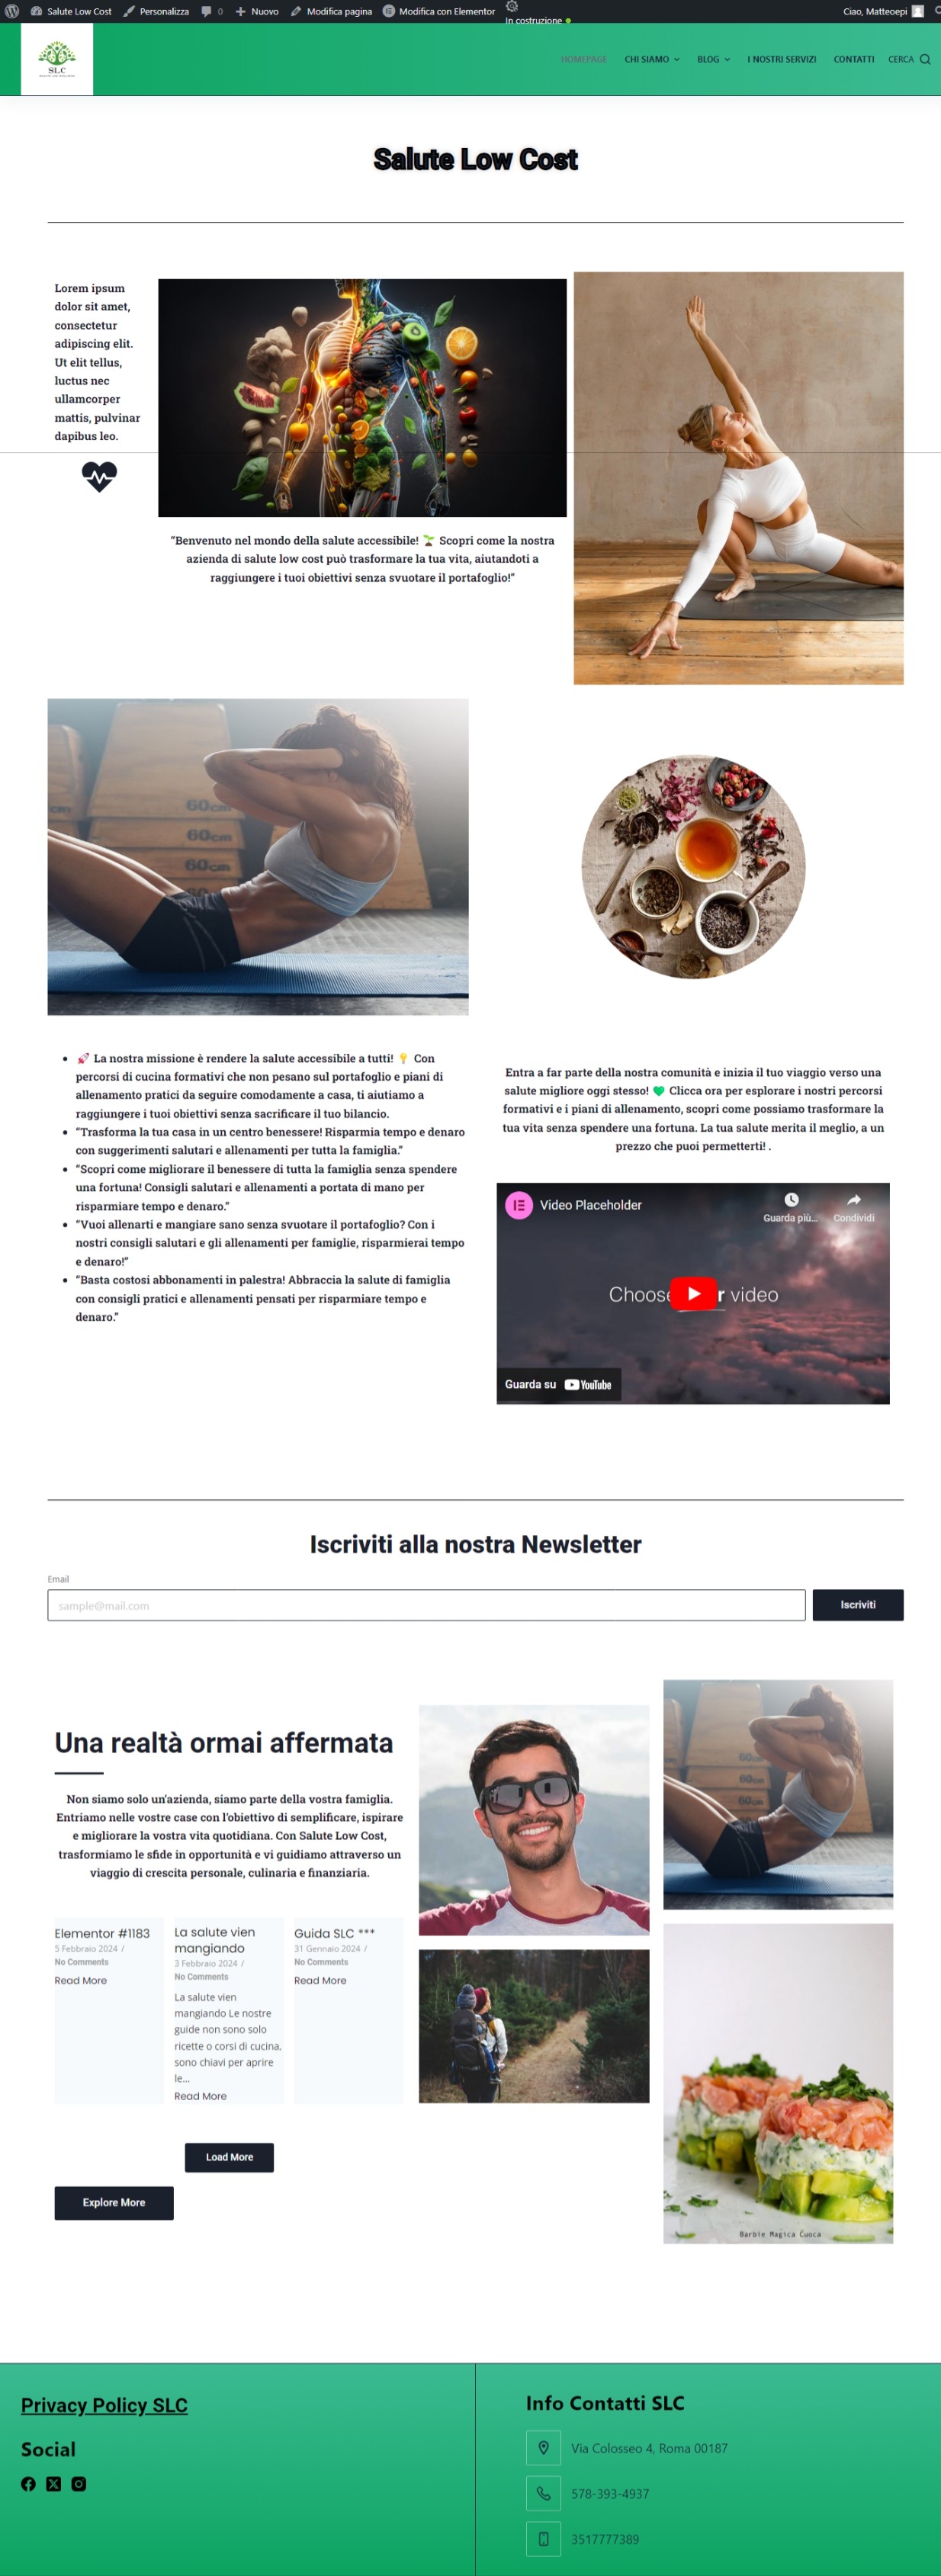 Salute Low Cost
Personalizza
0
Nuovo
Modifica pagina
Modifica con Elementor
In costruzione
Ciao, Matteoepi
SLC
HOMEPAGE
CHI SIAMO
BLOG
I NOSTRI SERVIZI
CONTATTI
CERCA
Salute Low Cost
Lorem ipsum
dolor sit amet,
consectetur
adipiscing elit.
Ut elit tellus,
luctus nec
ullamcorper
mattis, pulvinar
dapibus leo.
"Benvenuto nel mondo della salute accessibile! 🌱 Scopri come la nostra
azienda di salute low cost può trasformare la tua vita, aiutandoti a
raggiungere i tuoi obiettivi senza svuotare il portafoglio!"
60cm
60cm
60cm
• 🚀 La nostra missione è rendere la salute accessibile a tutti! 💡 Con
percorsi di cucina formativi che non pesano sul portafoglio e piani di
allenamento pratici da seguire comodamente a casa, ti aiutiamo a
raggiungere i tuoi obiettivi senza sacrificare il tuo bilancio.
• "Trasforma la tua casa in un centro benessere! Risparmia tempo e denaro
con suggerimenti salutari e allenamenti per tutta la famiglia."
• "Scopri come migliorare il benessere di tutta la famiglia senza spendere
una fortuna! Consigli salutari e allenamenti a portata di mano per
risparmiare tempo e denaro."
• "Vuoi allenarti e mangiare sano senza svuotare il portafoglio? Con i
nostri consigli salutari e gli allenamenti per famiglie, risparmierai tempo
e denaro!"
• "Basta costosi abbonamenti in palestra! Abbraccia la salute di famiglia
con consigli pratici e allenamenti pensati per risparmiare tempo e
denaro."
Entra a far parte della nostra comunità e inizia il tuo viaggio verso una
salute migliore oggi stesso! 💚 Clicca ora per esplorare i nostri percorsi
formativi e i piani di allenamento, scopri come possiamo trasformare la
tua vita senza spendere una fortuna. La tua salute merita il meglio, a un
prezzo che puoi permetterti! .
Video Placeholder
Guarda più...
Condividi
Choose r video
Guarda su YouTube
Iscriviti alla nostra Newsletter
Email
sample@mail.com
Iscriviti
Una realtà ormai affermata
Non siamo solo un'azienda, siamo parte della vostra famiglia.
Entriamo nelle vostre case con l'obiettivo di semplificare, ispirare
e migliorare la vostra vita quotidiana. Con Salute Low Cost,
trasformiamo le sfide in opportunità e vi guidiamo attraverso un
viaggio di crescita personale, culinaria e finanziaria.
Elementor #1183
5 Febbraio 2024 /
No Comments
Read More
La salute vien
mangiando
3 Febbraio 2024 /
No Comments
La salute vien
mangiando Le nostre
guide non sono solo
ricette o corsi di cucina,
sono chiavi per aprire
le...
Read More
Guida SLC ***
31 Gennaio 2024 /
No Comments
Read More
60cm
60cm
60cm
Load More
Explore More
Barbie Magica Cuoca
Privacy Policy SLC
Social
Info Contatti SLC
Via Colosseo 4, Roma 00187
578-393-4937
3517777389